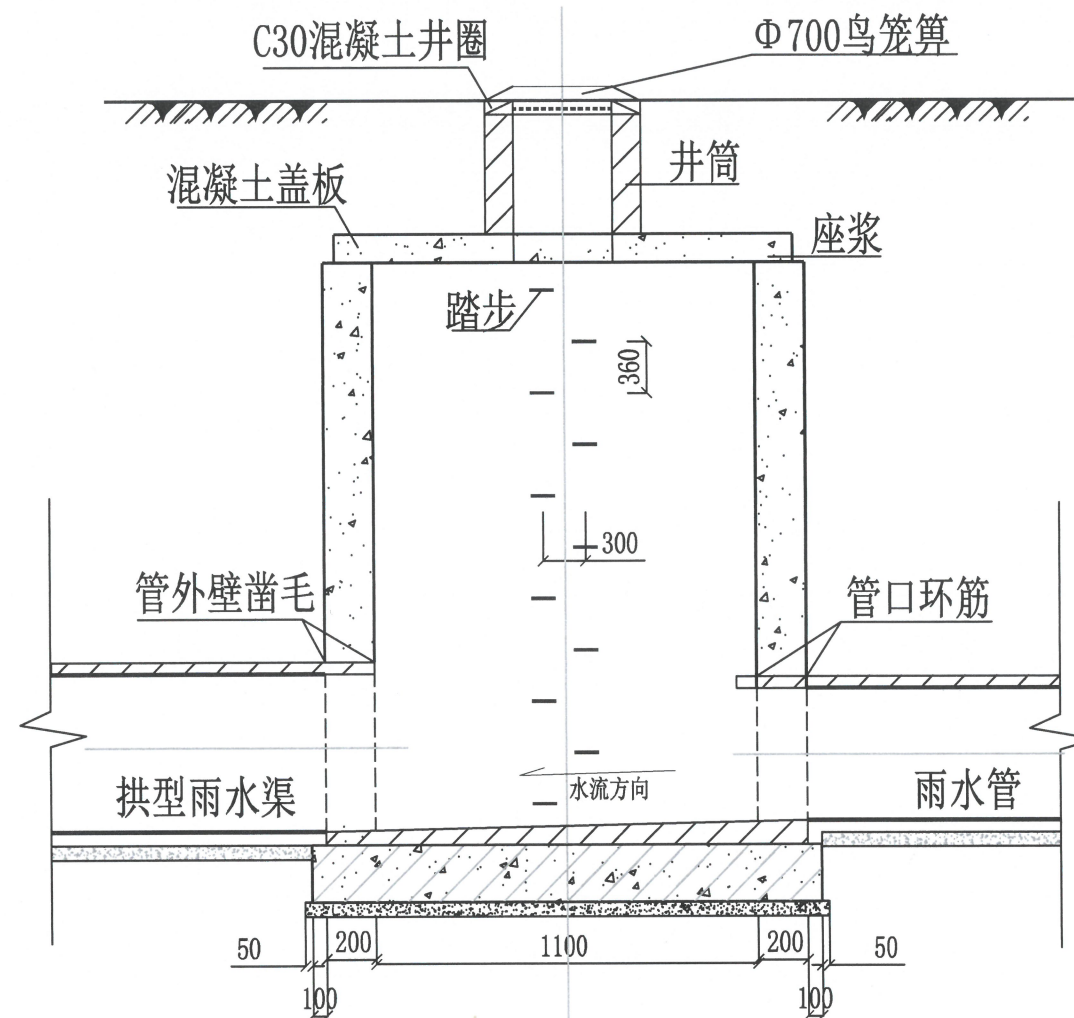 C30混凝土井圈
Φ700鸟笼箅
井筒
混凝土盖板
座浆
踏步
360
300
管外壁凿毛
管口环筋
水流方向
拱型雨水渠
雨水管
50
200
1100
200
50
100
100